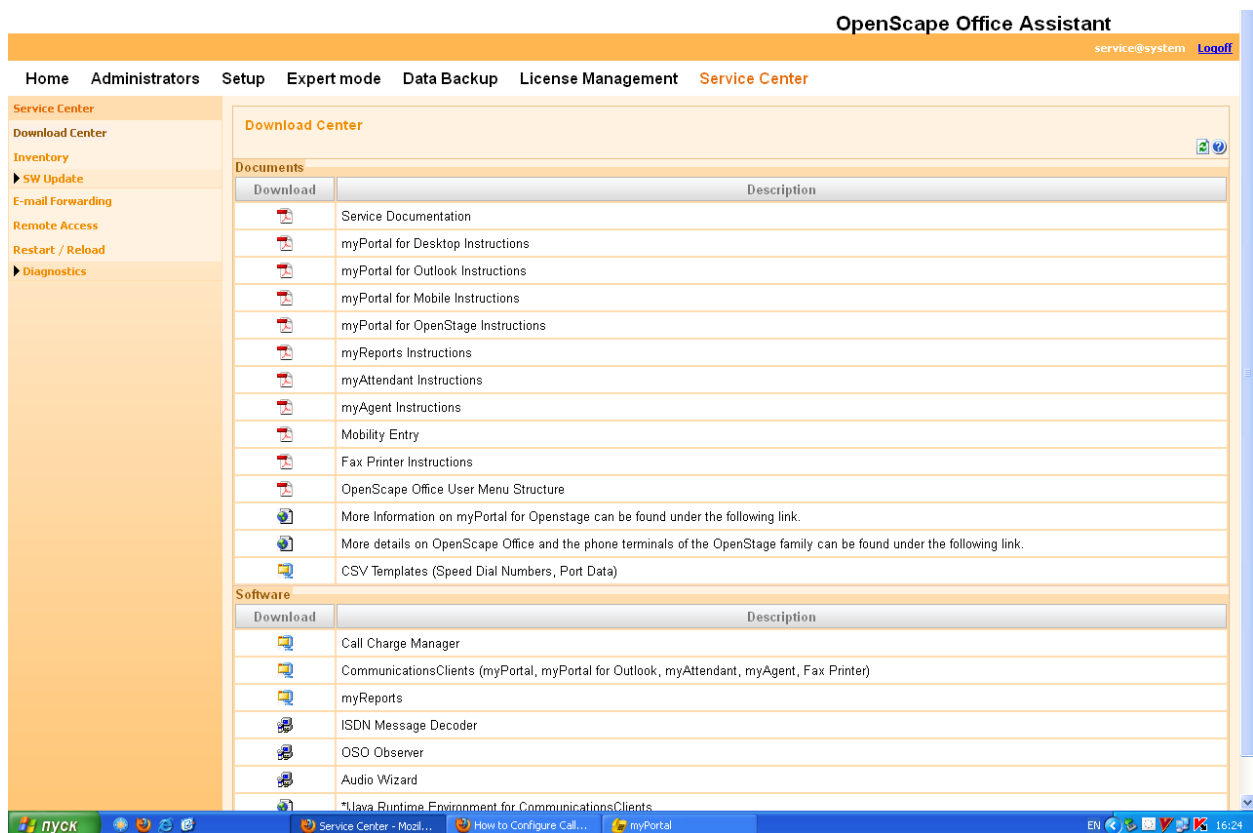 OpenScape Office Assistant
service@system Logoff
Home Administrators Setup Expert mode Data Backup License Management Service Center
Service Center
Download Center
Inventory
SW Update
E-mail Forwarding
Remote Access
Restart / Reload
Diagnostics
Download Center
Documents
Download Description
Service Documentation
myPortal for Desktop Instructions
myPortal for Outlook Instructions
myPortal for Mobile Instructions
myPortal for OpenStage Instructions
myReports Instructions
myAttendant Instructions
myAgent Instructions
Mobility Entry
Fax Printer Instructions
OpenScape Office User Menu Structure
More Information on myPortal for Openstage can be found under the following link.
More details on OpenScape Office and the phone terminals of the OpenStage family can be found under the following link.
CSV Templates (Speed Dial Numbers, Port Data)
Software
Download Description
Call Charge Manager
CommunicationsClients (myPortal, myPortal for Outlook, myAttendant, myAgent, Fax Printer)
myReports
ISDN Message Decoder
OSO Observer
Audio Wizard
*)Java Runtime Environment for CommunicationsClients
пуск Service Center - Mozil... How to Configure Call... myPortal EN 16:24